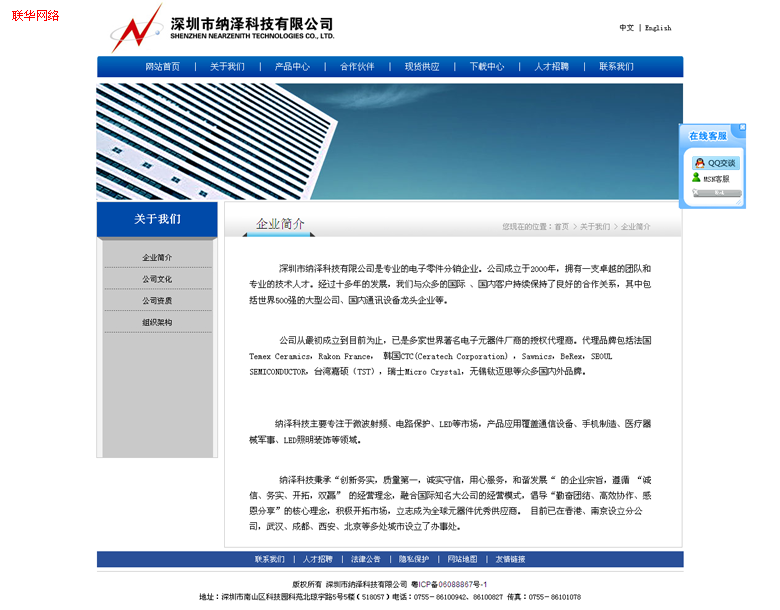 联华网络
深圳市纳泽科技有限公司
SHENZHEN NEARZENITH TECHNOLOGIES CO., LTD.
中文 | English
网站首页 | 关于我们 | 产品中心 | 合作伙伴 | 现货供应 | 下载中心 | 人才招聘 | 联系我们
在线客服
QQ交谈
MSN客服
关于我们
企业简介
公司文化
公司资质
组织架构
企业简介
您现在的位置：首页 > 关于我们 > 企业简介
深圳市纳泽科技有限公司是专业的电子零件分销企业。公司成立于2000年，拥有一支卓越的团队和
专业的技术人才。经过十多年的发展，我们与众多的国际 、国内客户持续保持了良好的合作关系，其中包
括世界500强的大型公司、国内通讯设备龙头企业等。
公司从最初成立到目前为止，已是多家世界著名电子元器件厂商的授权代理商。代理品牌包括法国
Temex Ceramics，Rakon France， 韩国CTC(Ceratech Corporation) ，Sawnics，BeRex，SEOUL
SEMICONDUCTOR，台湾嘉硕（TST），瑞士Micro Crystal，无锡钛迈思等众多国内外品牌。
纳泽科技主要专注于微波射频、电路保护、LED等市场，产品应用覆盖通信设备、手机制造、医疗器
械军事、LED照明装饰等领域。
纳泽科技秉承“创新务实，质量第一，诚实守信，用心服务，和谐发展“ 的企业宗旨，遵循 “诚
信、务实、开拓，双赢” 的经营理念，融合国际知名大公司的经营模式，倡导“勤奋团结、高效协作、感
恩分享”的核心理念，积极开拓市场，立志成为全球元器件优秀供应商。 目前已在香港、南京设立分公
司，武汉、成都、西安、北京等多处城市设立了办事处。
联系我们 | 人才招聘 | 法律公告 | 隐私保护 | 网站地图 | 友情链接
版权所有 深圳市纳泽科技有限公司 粤ICP备06088867号-1
地址：深圳市南山区科技园科苑北琼宇路5号5楼（518057）电话：0755－86100942、86100827 传真：0755－86101078